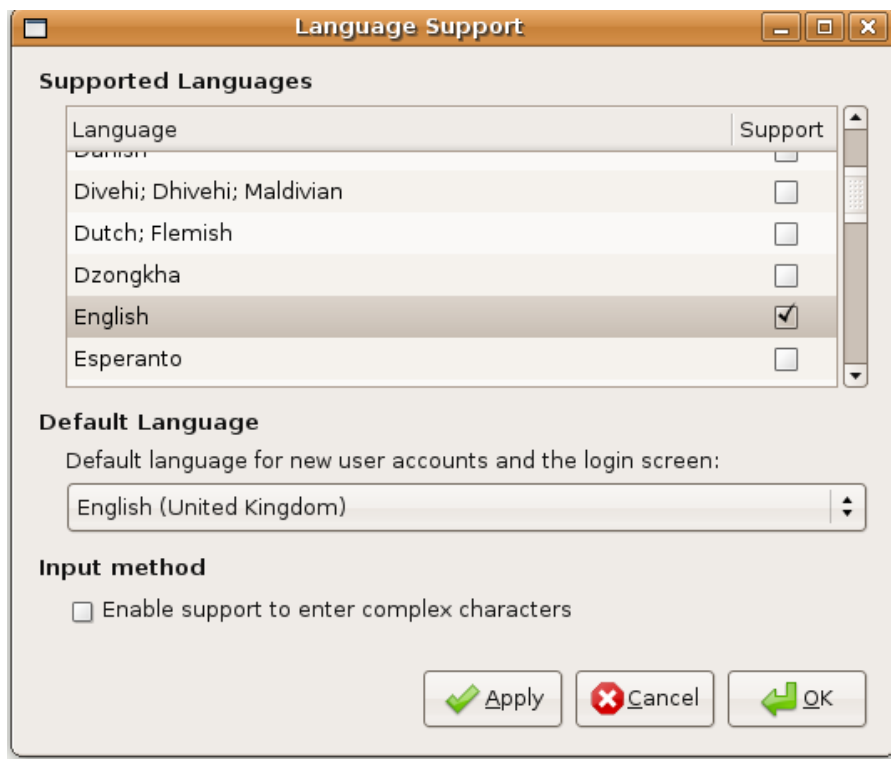 Language Support
Supported Languages
Language Support
Danish
Divehi; Dhivehi; Maldivian
Dutch; Flemish
Dzongkha
English
Esperanto
Default Language
Default language for new user accounts and the login screen:
English (United Kingdom)
Input method
Enable support to enter complex characters
Apply Cancel OK